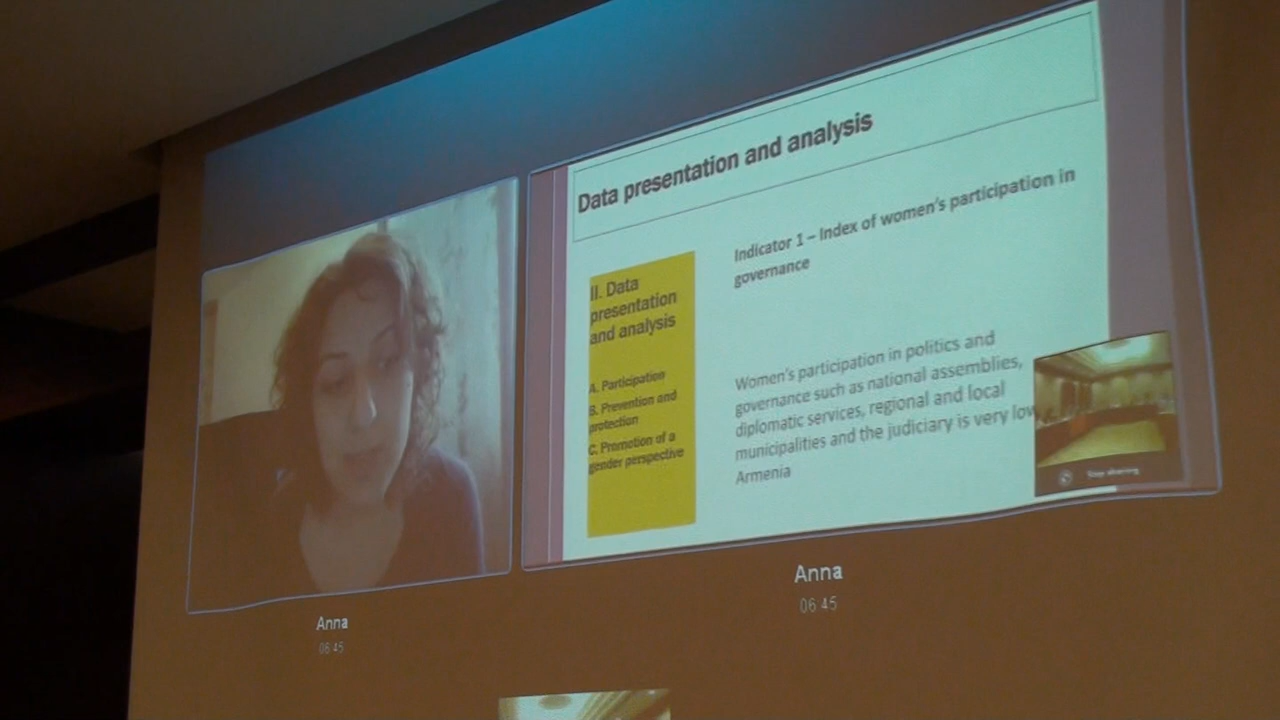 Data presentation and analysis
Indicator 1 – Index of women's participation in
governance
II. Data
presentation
and analysis
A. Participation
B. Prevention and
protection
C. Promotion of a
gender perspective
Women's participation in politics and
governance such as national assemblies,
diplomatic services, regional and local
municipalities and the judiciary is very low
Armenia
Stop sharing
Anna
06:45
Anna
06:45